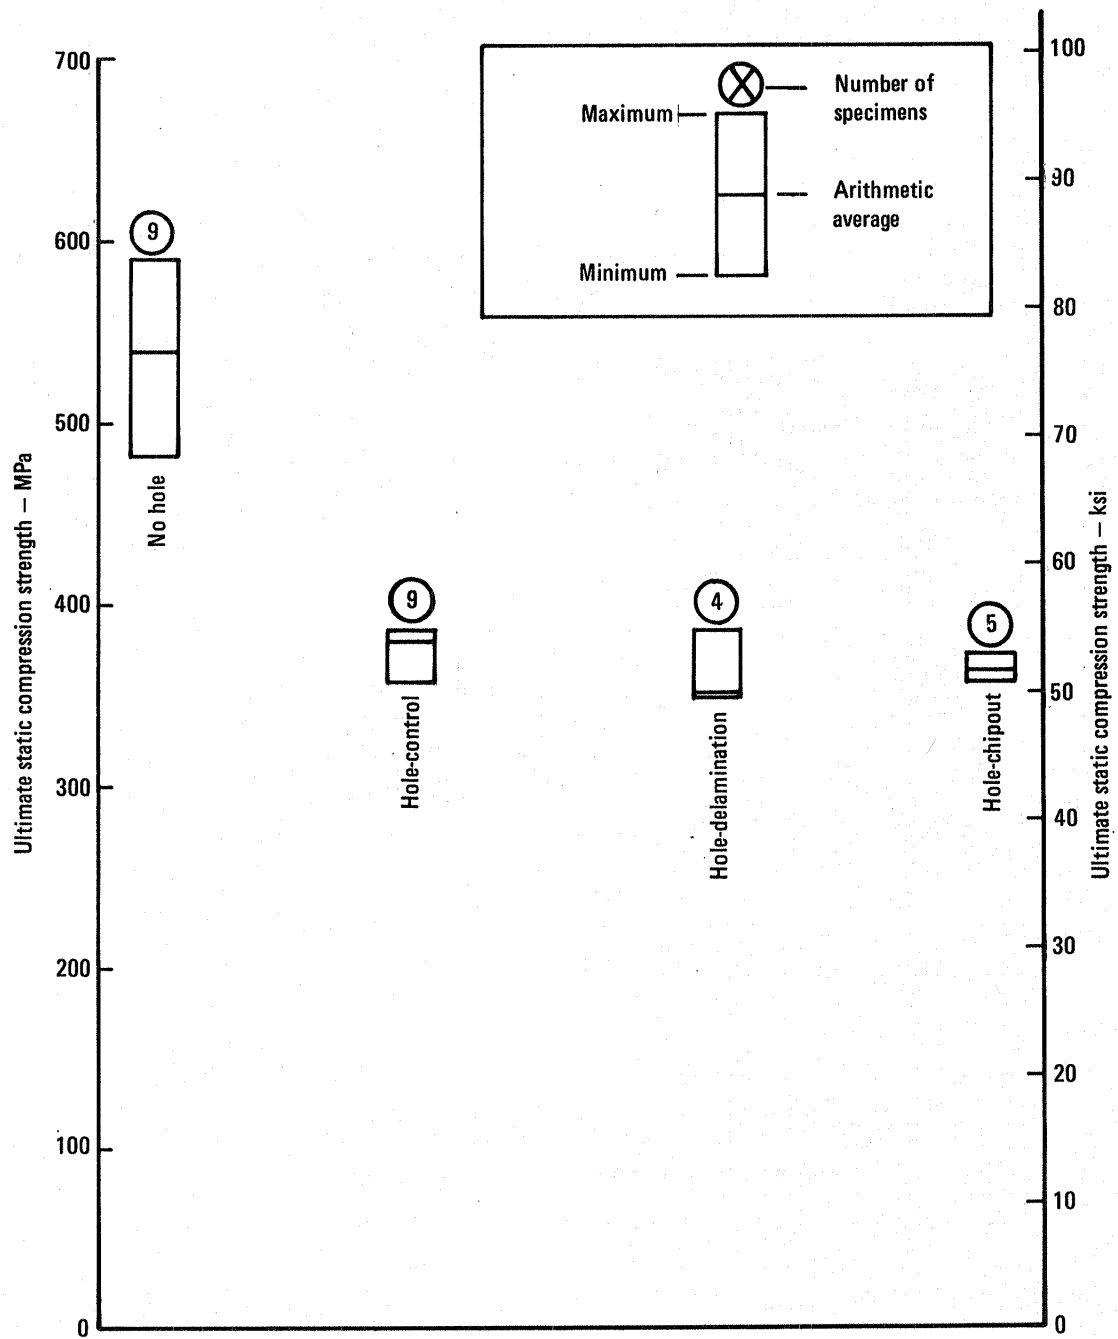 700
600
500
400
300
200
100
0
Ultimate static compression strength — MPa
Number of
specimens
Maximum
Arithmetic
average
Minimum
9
No hole
9
Hole-control
4
Hole-delamination
5
Hole-chipout
100
90
80
70
60
50
40
30
20
10
0
Ultimate static compression strength — ksi